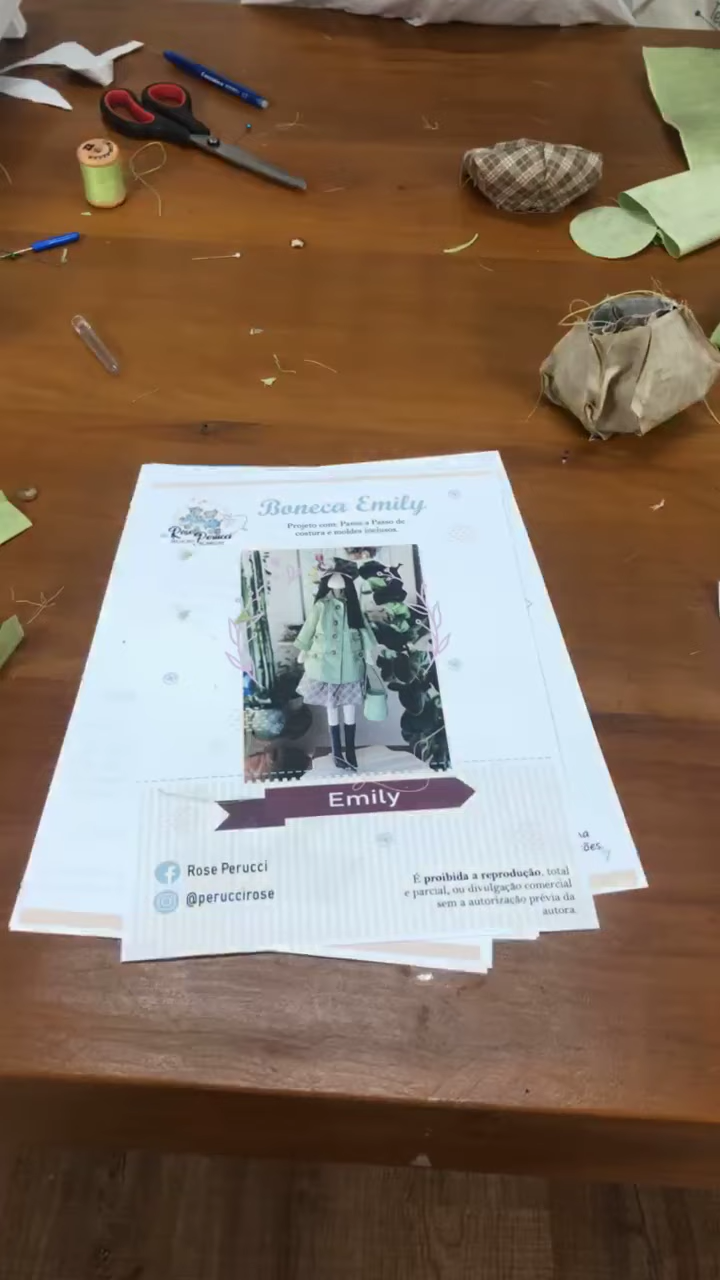 Boneca Emily
Projeto com: Passo a Passo de
costura e moldes inclusos.
Rose Perucci
Emily
Rose Perucci
@peruccirose
É proibida a reprodução, total
e parcial, ou divulgação comercial
sem a autorização prévia da
autora.